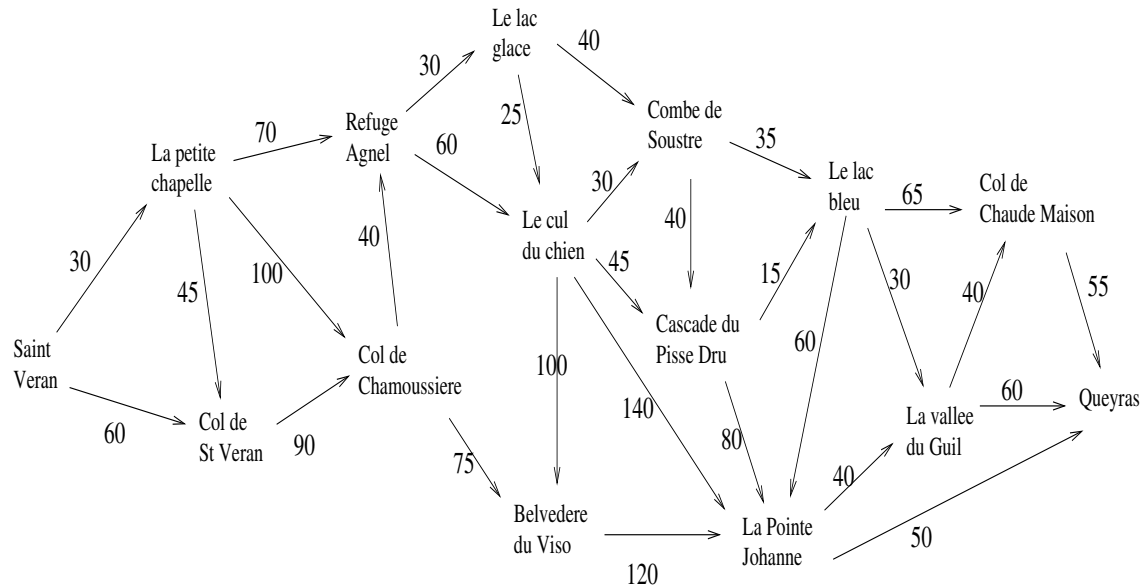 Le lac
glace
40
30
Combe de
Soustre
25
Refuge
Agnel
70
60
35
La petite
chapelle
Le lac
bleu
65
Col de
Chaude Maison
30
40
Le cul
du chien
40
45
30
45
100
15
30
40
55
Saint
Veran
Col de
Chamoussiere
Cascade du
Pisse Dru
60
100
60
Queyras
60
Col de
St Veran
90
140
80
La vallee
du Guil
75
40
Belvedere
du Viso
La Pointe
Johanne
50
120